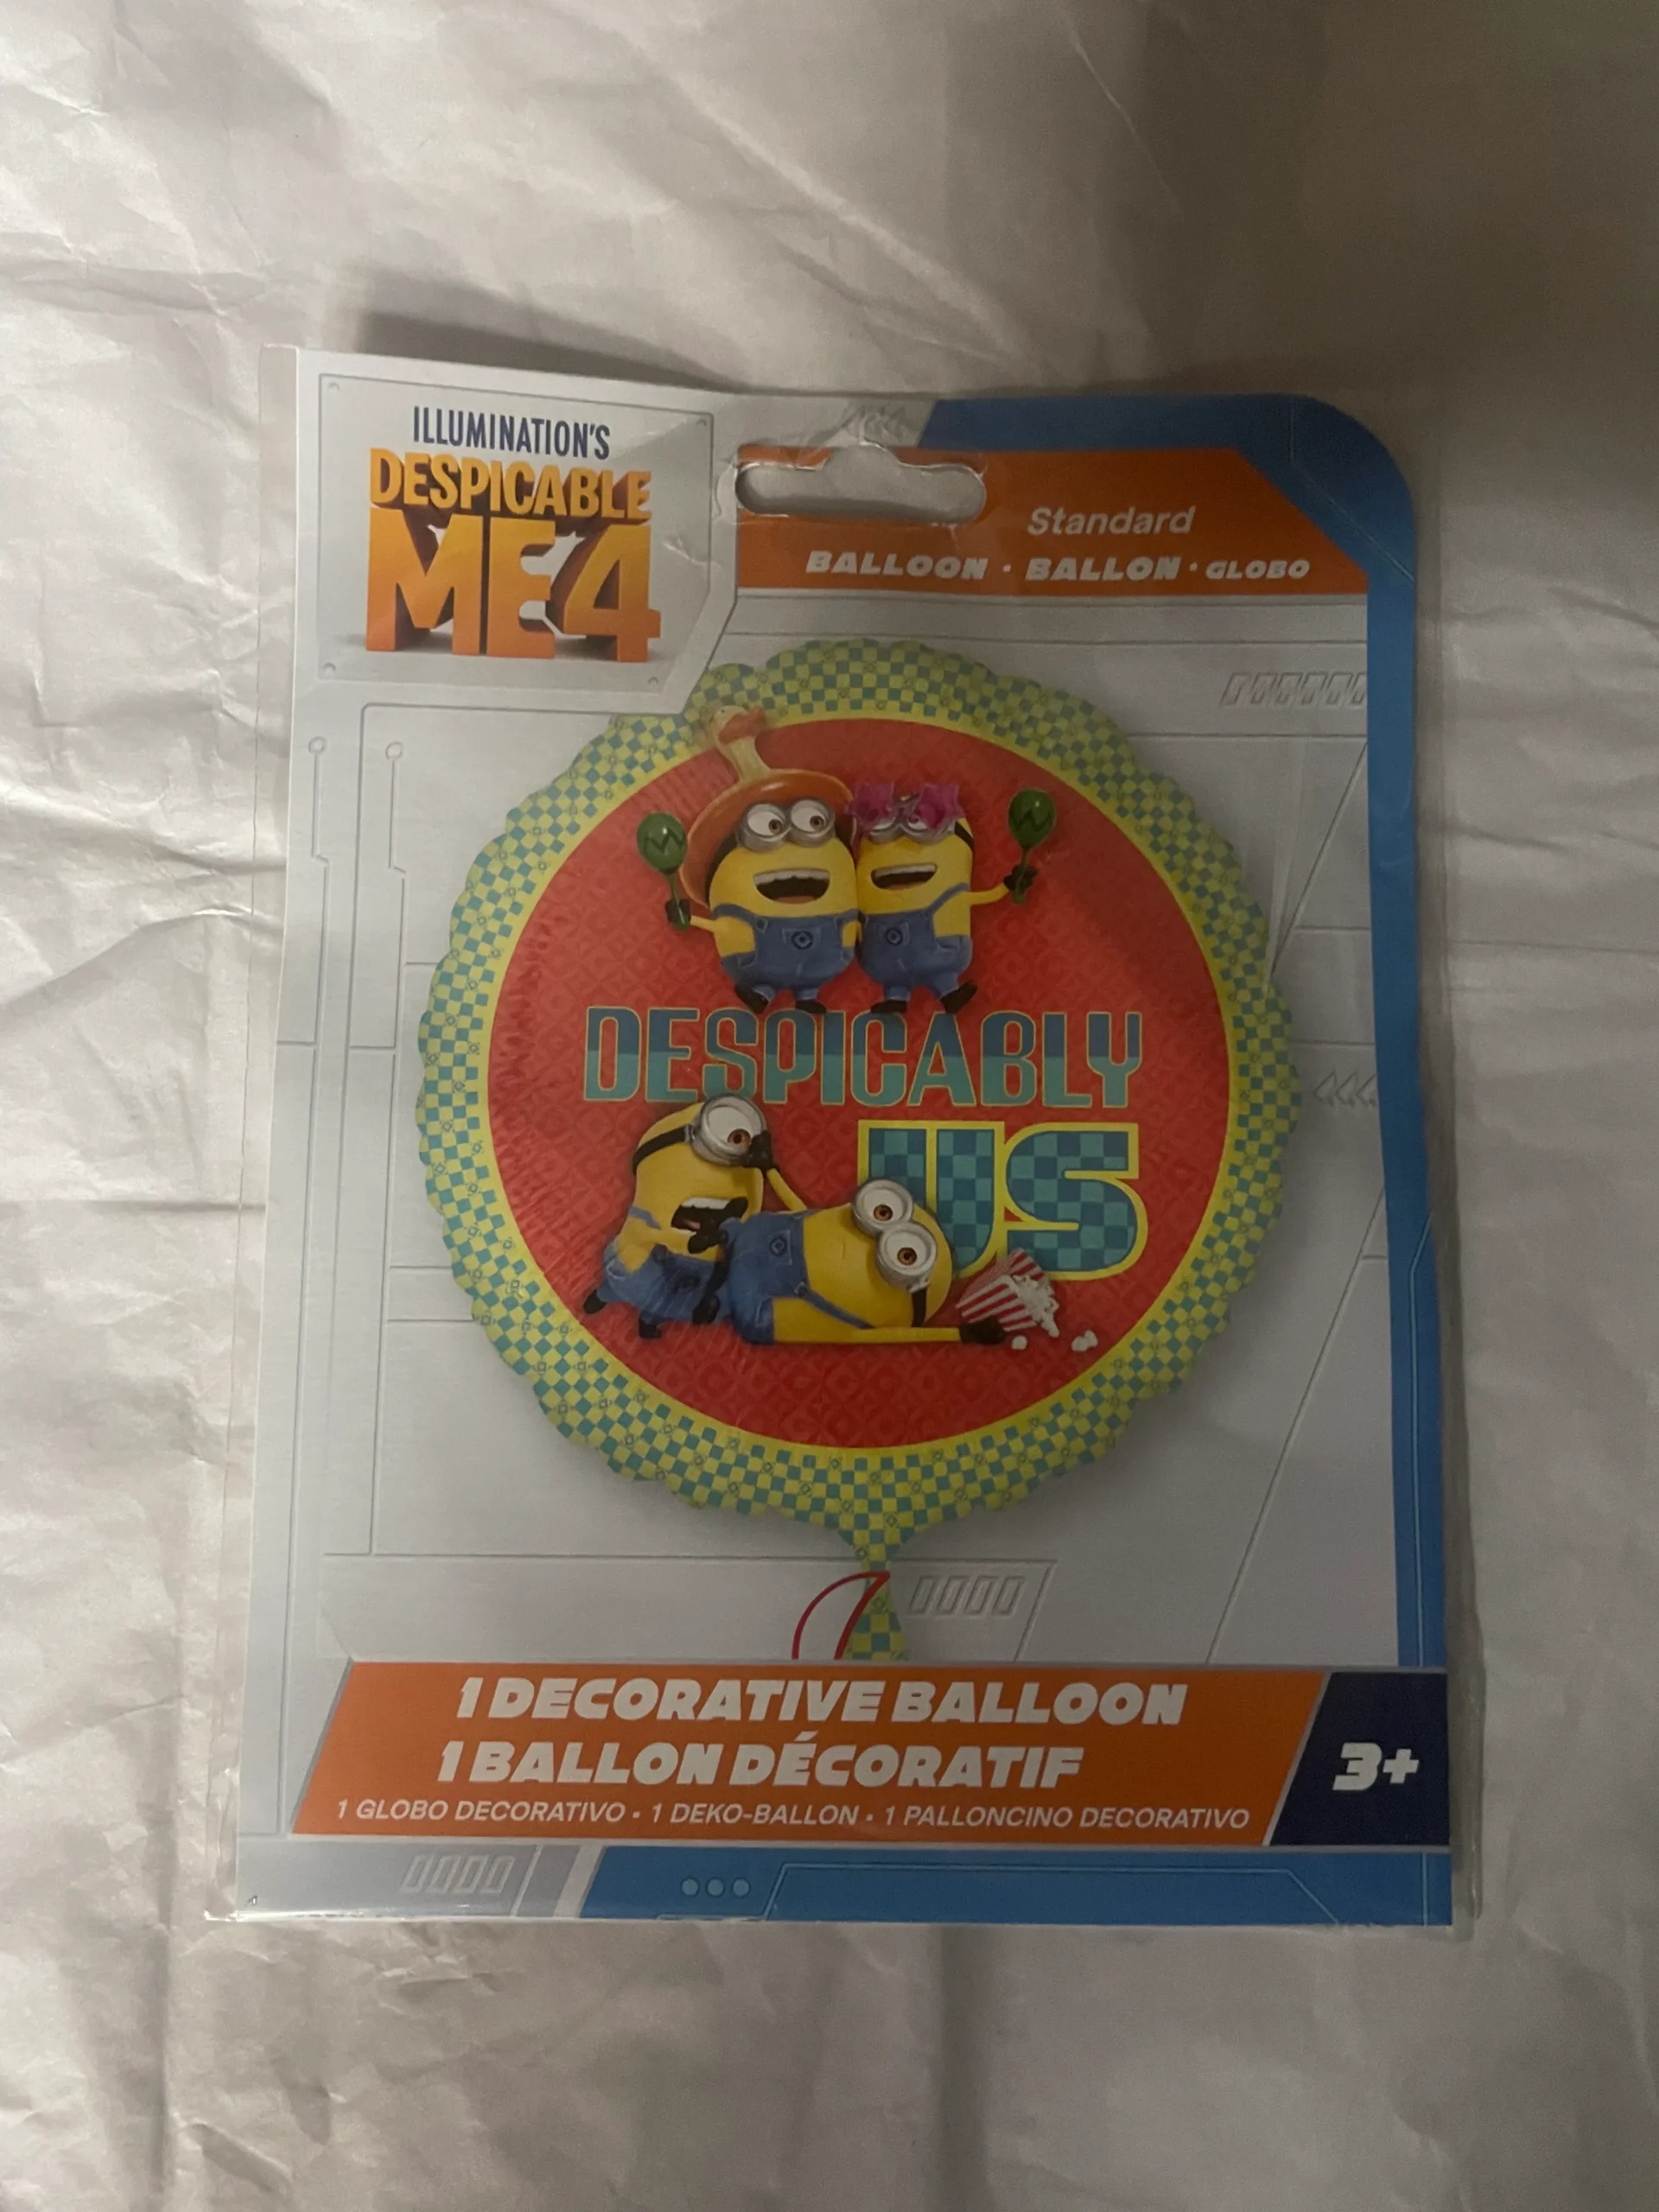 ILLUMINATION'S
DESPICABLE
ME4
Standard
BALLOON · BALLON · GLOBO
DESPICABLY
US
1 DECORATIVE BALLOON
1 BALLON DÉCORATIF
1 GLOBO DECORATIVO · 1 DEKO-BALLON · 1 PALLONCINO DECORATIVO
3+